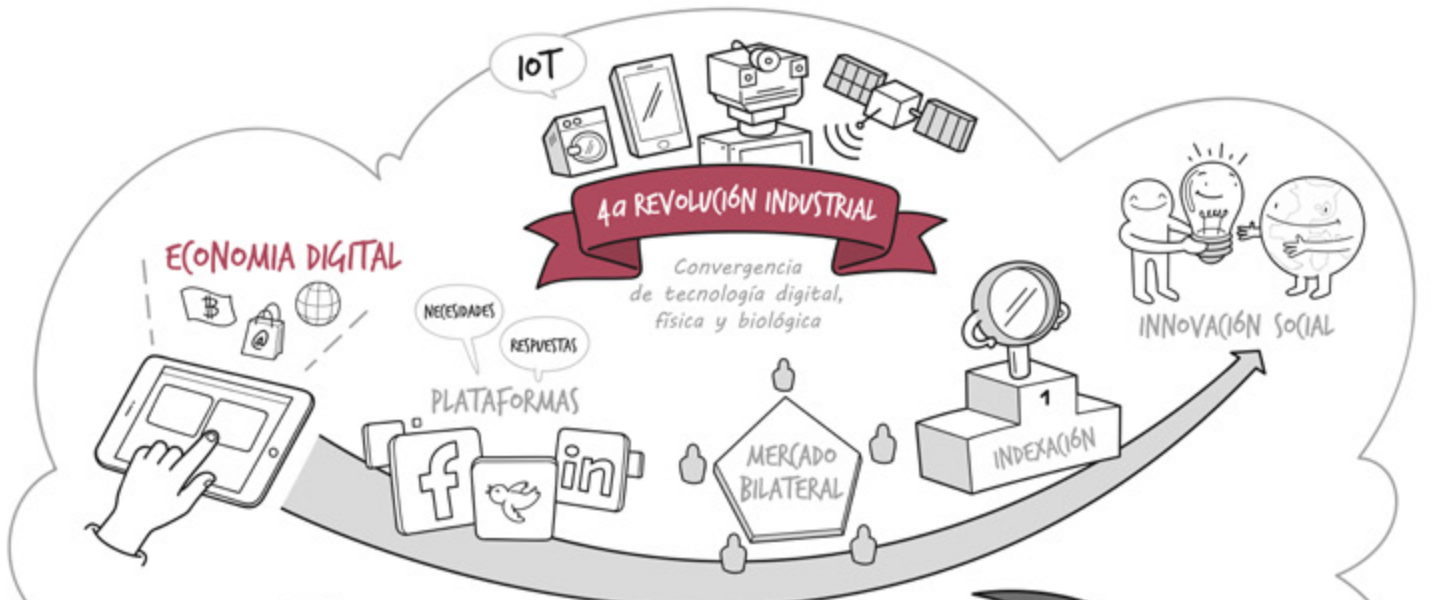 IoT
4a REVOLUCIÓN INDUSTRIAL
Convergencia
de tecnología digital,
física y biológica
ECONOMIA DIGITAL
฿
@
NECESIDADES
RESPUESTAS
PLATAFORMAS
f
in
MERCADO
BILATERAL
1
INDEXACIÓN
INNOVACIÓN SOCIAL